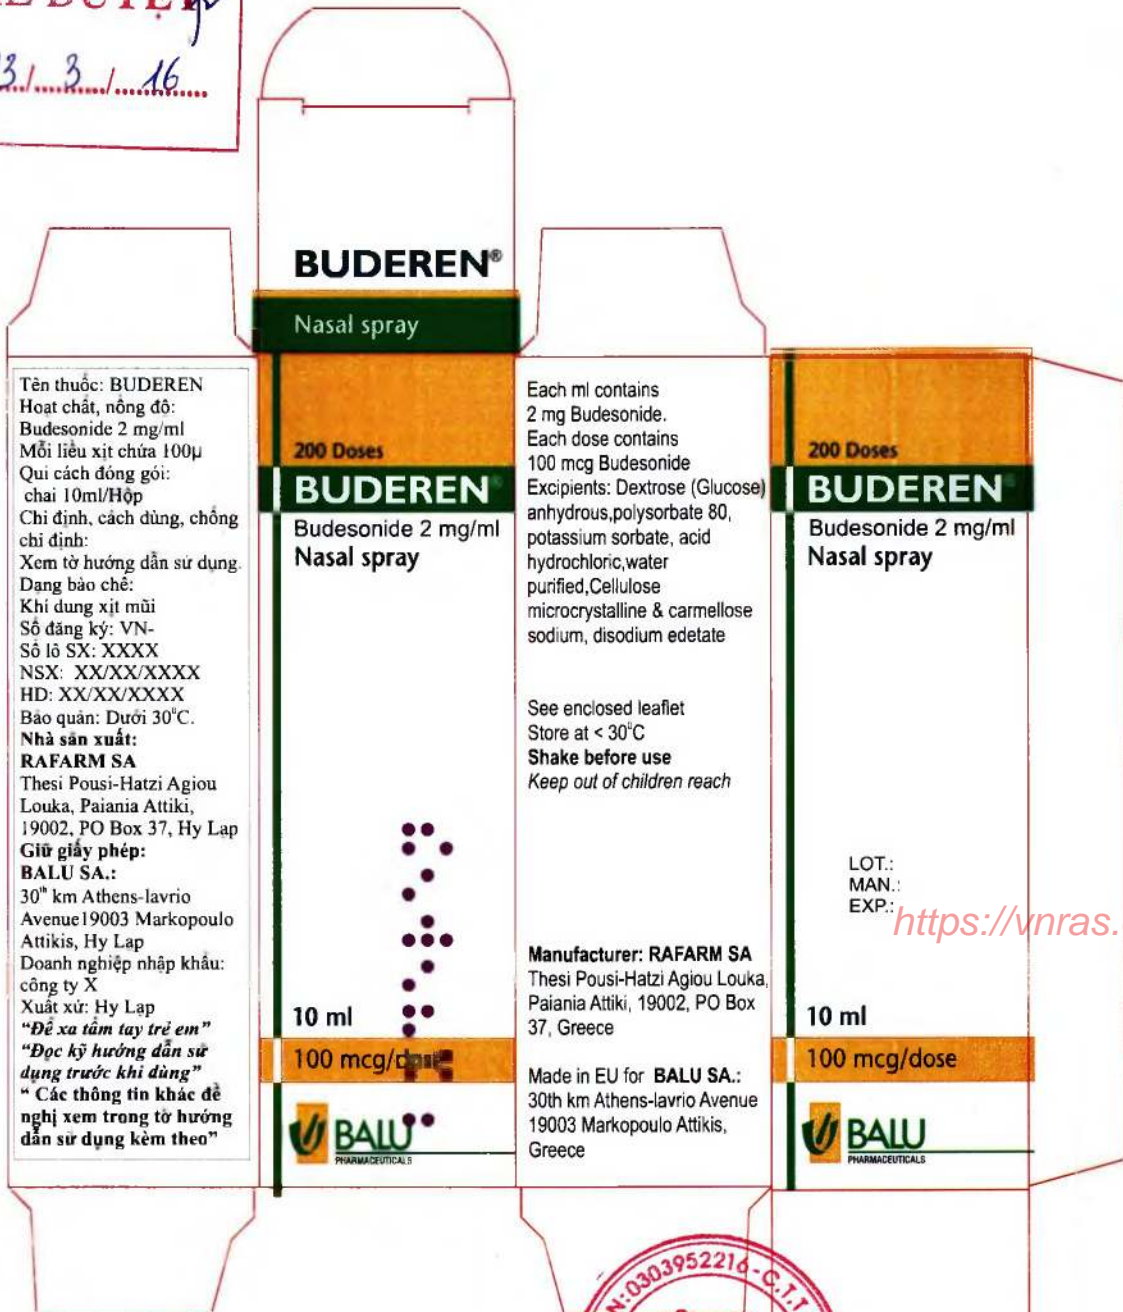 3/ 3 / 16
BUDEREN®
Nasal spray
Tên thuốc: BUDEREN
Hoạt chất, nồng độ:
Budesonide 2 mg/ml
Mỗi liều xịt chứa 100µ
Qui cách đóng gói:
chai 10ml/Hộp
Chỉ định, cách dùng, chống
chỉ định:
Xem tờ hướng dẫn sử dụng.
Dạng bào chế:
Khí dung xịt mũi
Số đăng ký: VN-
Số lô SX: XXXX
NSX: XX/XX/XXXX
HD: XX/XX/XXXX
Bảo quản: Dưới 30°C.
Nhà sản xuất:
RAFARM SA
Thesi Pousi-Hatzi Agiou
Louka, Paiania Attiki,
19002, PO Box 37, Hy Lạp
Giữ giấy phép:
BALU SA.:
30th km Athens-lavrio
Avenue19003 Markopoulo
Attikis, Hy Lạp
Doanh nghiệp nhập khẩu:
công ty X
Xuất xứ: Hy Lạp
"Để xa tầm tay trẻ em"
"Đọc kỹ hướng dẫn sử
dụng trước khi dùng"
" Các thông tin khác đề
nghị xem trong tờ hướng
dẫn sử dụng kèm theo"
200 Doses
BUDEREN®
Budesonide 2 mg/ml
Nasal spray
10 ml
100 mcg/dose
BALU
PHARMACEUTICALS
Each ml contains
2 mg Budesonide.
Each dose contains
100 mcg Budesonide
Excipients: Dextrose (Glucose)
anhydrous,polysorbate 80,
potassium sorbate, acid
hydrochloric,water
purified,Cellulose
microcrystalline & carmellose
sodium, disodium edetate
See enclosed leaflet
Store at < 30°C
Shake before use
Keep out of children reach
Manufacturer: RAFARM SA
Thesi Pousi-Hatzi Agiou Louka,
Paiania Attiki, 19002, PO Box
37, Greece
Made in EU for BALU SA.:
30th km Athens-lavrio Avenue
19003 Markopoulo Attikis,
Greece
200 Doses
BUDEREN®
Budesonide 2 mg/ml
Nasal spray
LOT.:
MAN.:
EXP.:
https://vnras.
10 ml
100 mcg/dose
BALU
PHARMACEUTICALS
N:0303952216-C.T.T